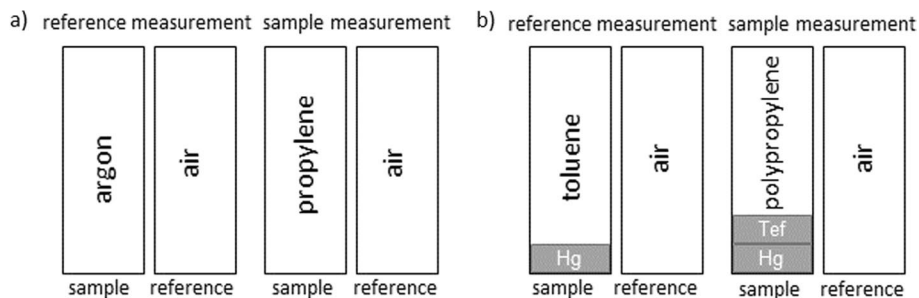 a) reference measurement sample measurement
argon
air
propylene
air
sample reference sample reference
b) reference measurement sample measurement
toluene
Hg
air
polypropylene
Tef
Hg
air
sample reference sample reference